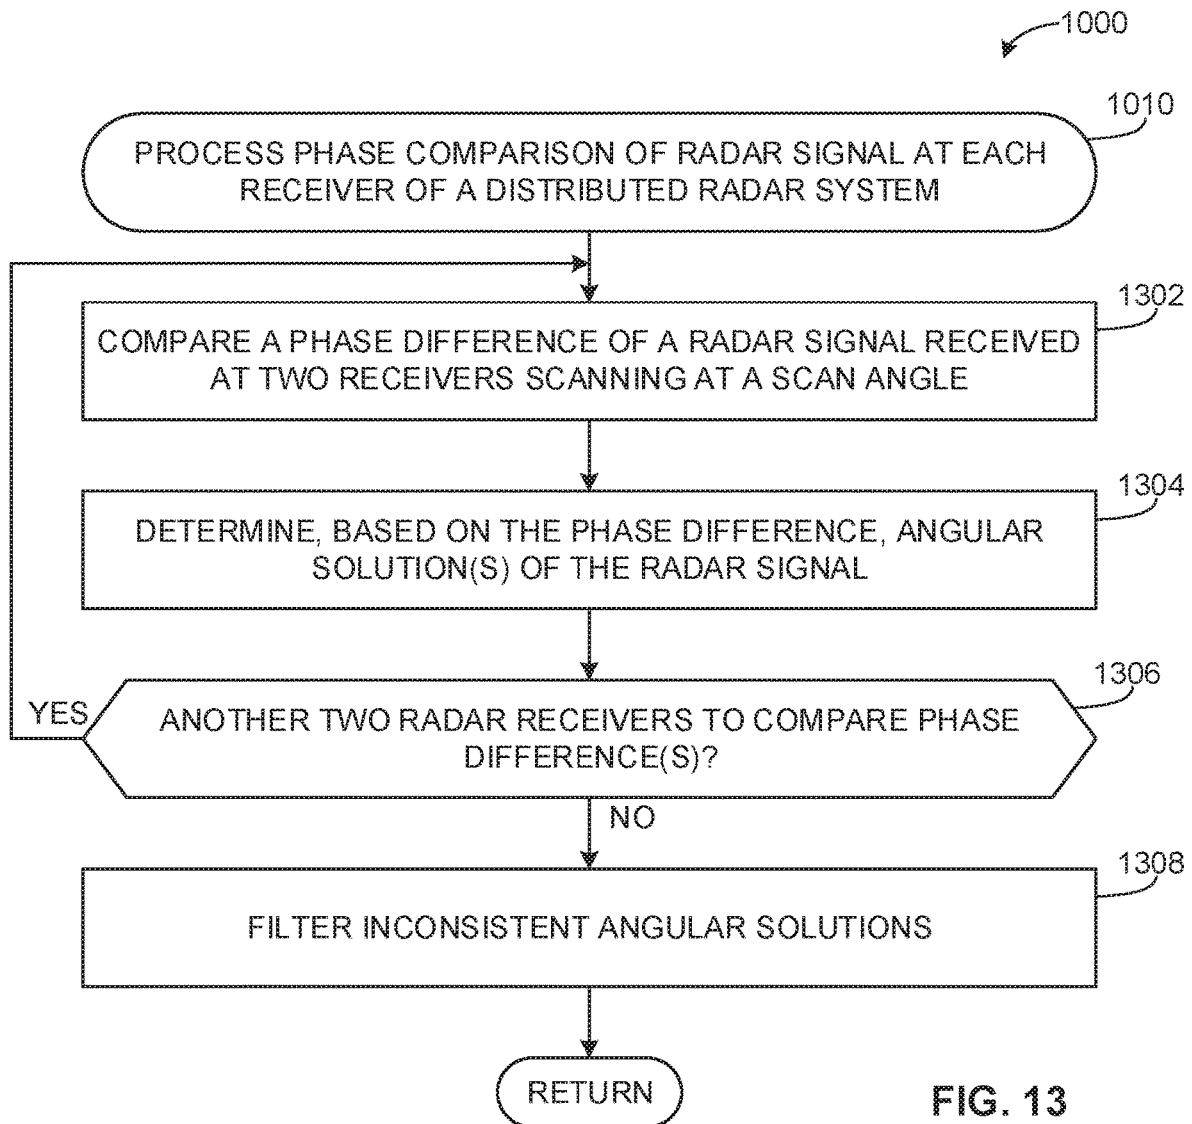 1000
1010
PROCESS PHASE COMPARISON OF RADAR SIGNAL AT EACH
RECEIVER OF A DISTRIBUTED RADAR SYSTEM
1302
COMPARE A PHASE DIFFERENCE OF A RADAR SIGNAL RECEIVED
AT TWO RECEIVERS SCANNING AT A SCAN ANGLE
1304
DETERMINE, BASED ON THE PHASE DIFFERENCE, ANGULAR
SOLUTION(S) OF THE RADAR SIGNAL
1306
YES
ANOTHER TWO RADAR RECEIVERS TO COMPARE PHASE
DIFFERENCE(S)?
NO
1308
FILTER INCONSISTENT ANGULAR SOLUTIONS
RETURN
FIG. 13